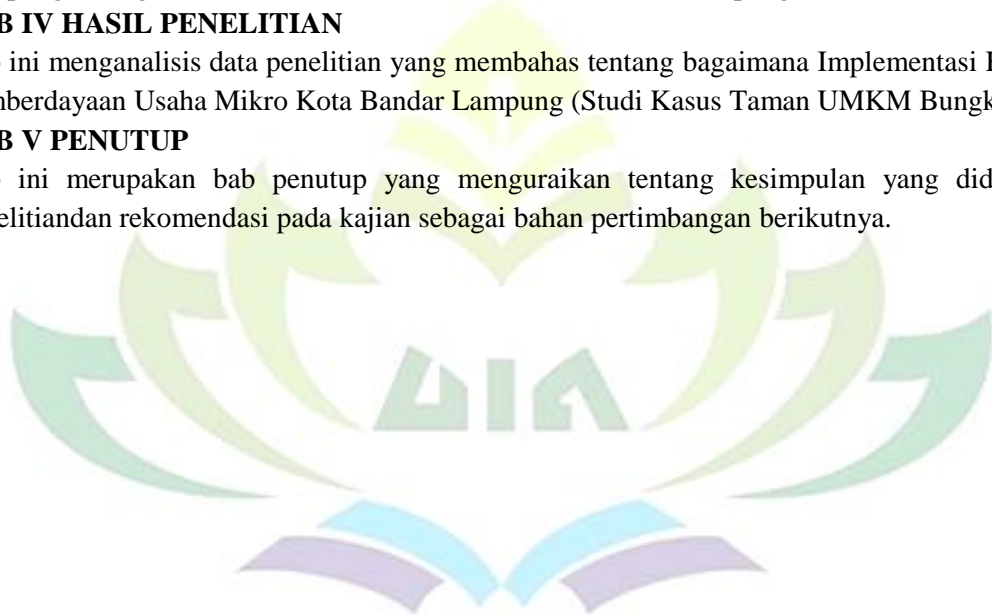 B IV HASIL PENELITIAN
ini menganalisis data penelitian yang membahas tentang bagaimana Implementasi
mberdayaan Usaha Mikro Kota Bandar Lampung (Studi Kasus Taman UMKM Bungk
B V PENUTUP
ini merupakan bab penutup yang menguraikan tentang kesimpulan yang did
elitiandan rekomendasi pada kajian sebagai bahan pertimbangan berikutnya.
UIN